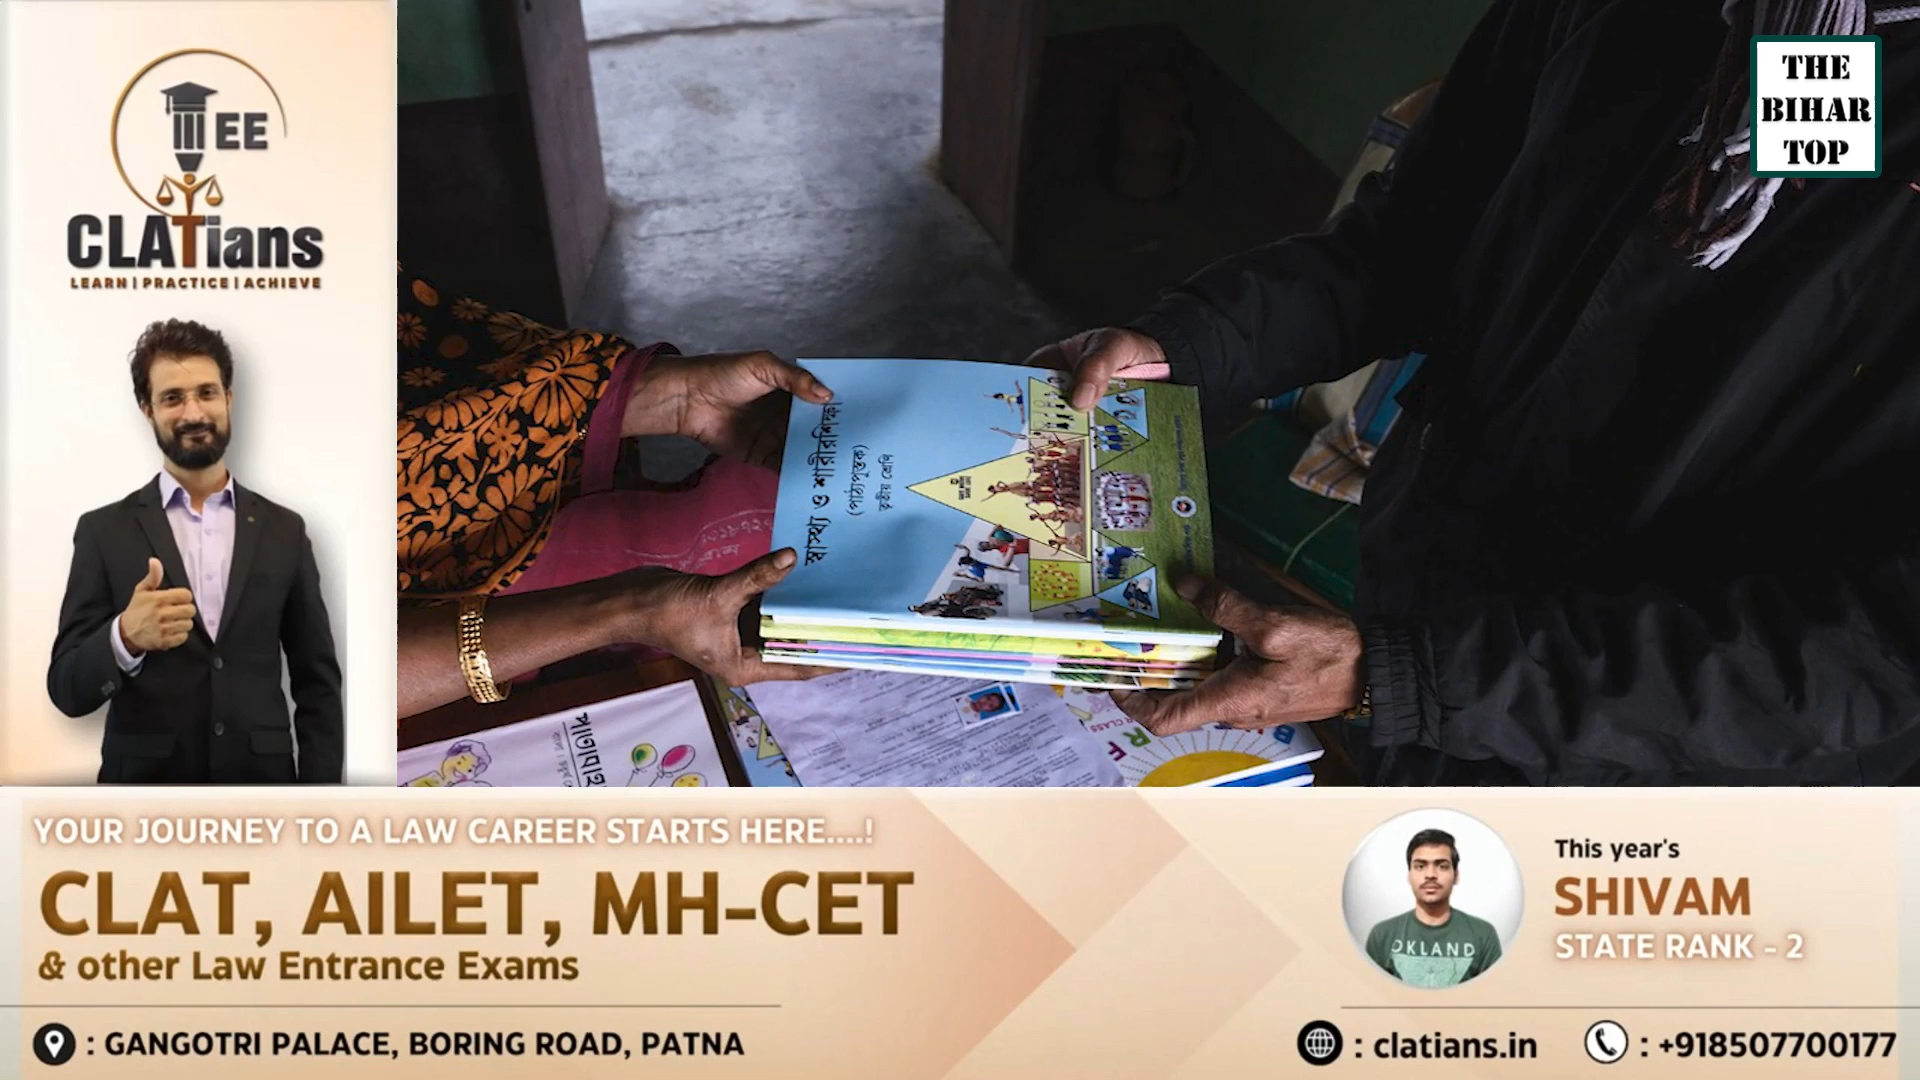 EE
CLATians
LEARN | PRACTICE | ACHIEVE
THE
BIHAR
TOP
স্বাস্থ্য ও শারীরশিক্ষা
(পাঠ্যপুস্তক)
তৃতীয় শ্রেণি
YOUR JOURNEY TO A LAW CAREER STARTS HERE....!
CLAT, AILET, MH-CET
& other Law Entrance Exams
: GANGOTRI PALACE, BORING ROAD, PATNA
OKLAND
This year's
SHIVAM
STATE RANK - 2
: clatians.in
: +918507700177